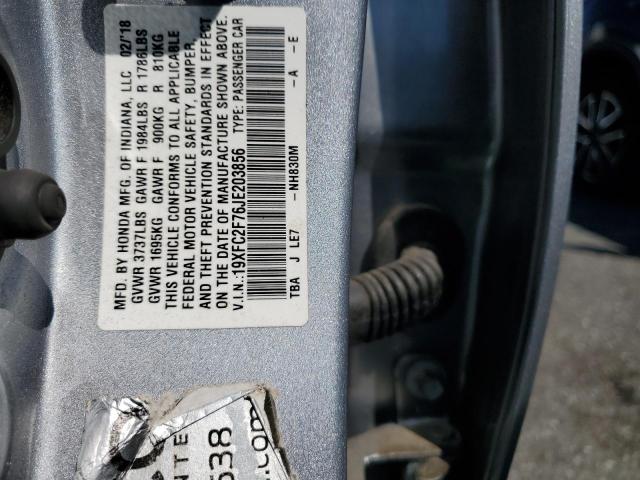 MFD. BY HONDA MFG. OF INDIANA, LLC 02/18
GVWR 3737LBS GAWR F 1984LBS R 1786LBS
GVWR 1695KG GAWR F 900KG R 810KG
THIS VEHICLE CONFORMS TO ALL APPLICABLE
FEDERAL MOTOR VEHICLE SAFETY, BUMPER,
AND THEFT PREVENTION STANDARDS IN EFFECT
ON THE DATE OF MANUFACTURE SHOWN ABOVE.
V.I.N.:19XFC2F76JE203856 TYPE: PASSENGER CAR
TBA J LE7 -NH830M -A -E
NTE
538
.com